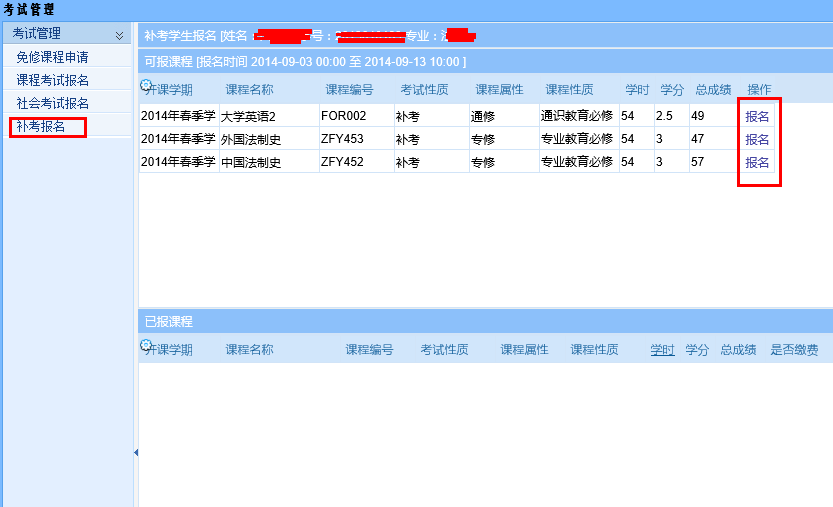 考试管理
考试管理
免修课程申请
课程考试报名
社会考试报名
补考报名
补考学生报名 [姓名 号： 专业：
可报课程 [报名时间 2014-09-03 00:00 至 2014-09-13 10:00 ]
开课学期 课程名称 课程编号 考试性质 课程属性 课程性质 学时 学分 总成绩 操作
2014年春季学 大学英语2 FOR002 补考 通修 通识教育必修 54 2.5 49 报名
2014年春季学 外国法制史 ZFY453 补考 专修 专业教育必修 54 3 47 报名
2014年春季学 中国法制史 ZFY452 补考 专修 专业教育必修 54 3 57 报名
已报课程
开课学期 课程名称 课程编号 考试性质 课程属性 课程性质 学时 学分 总成绩 是否缴费